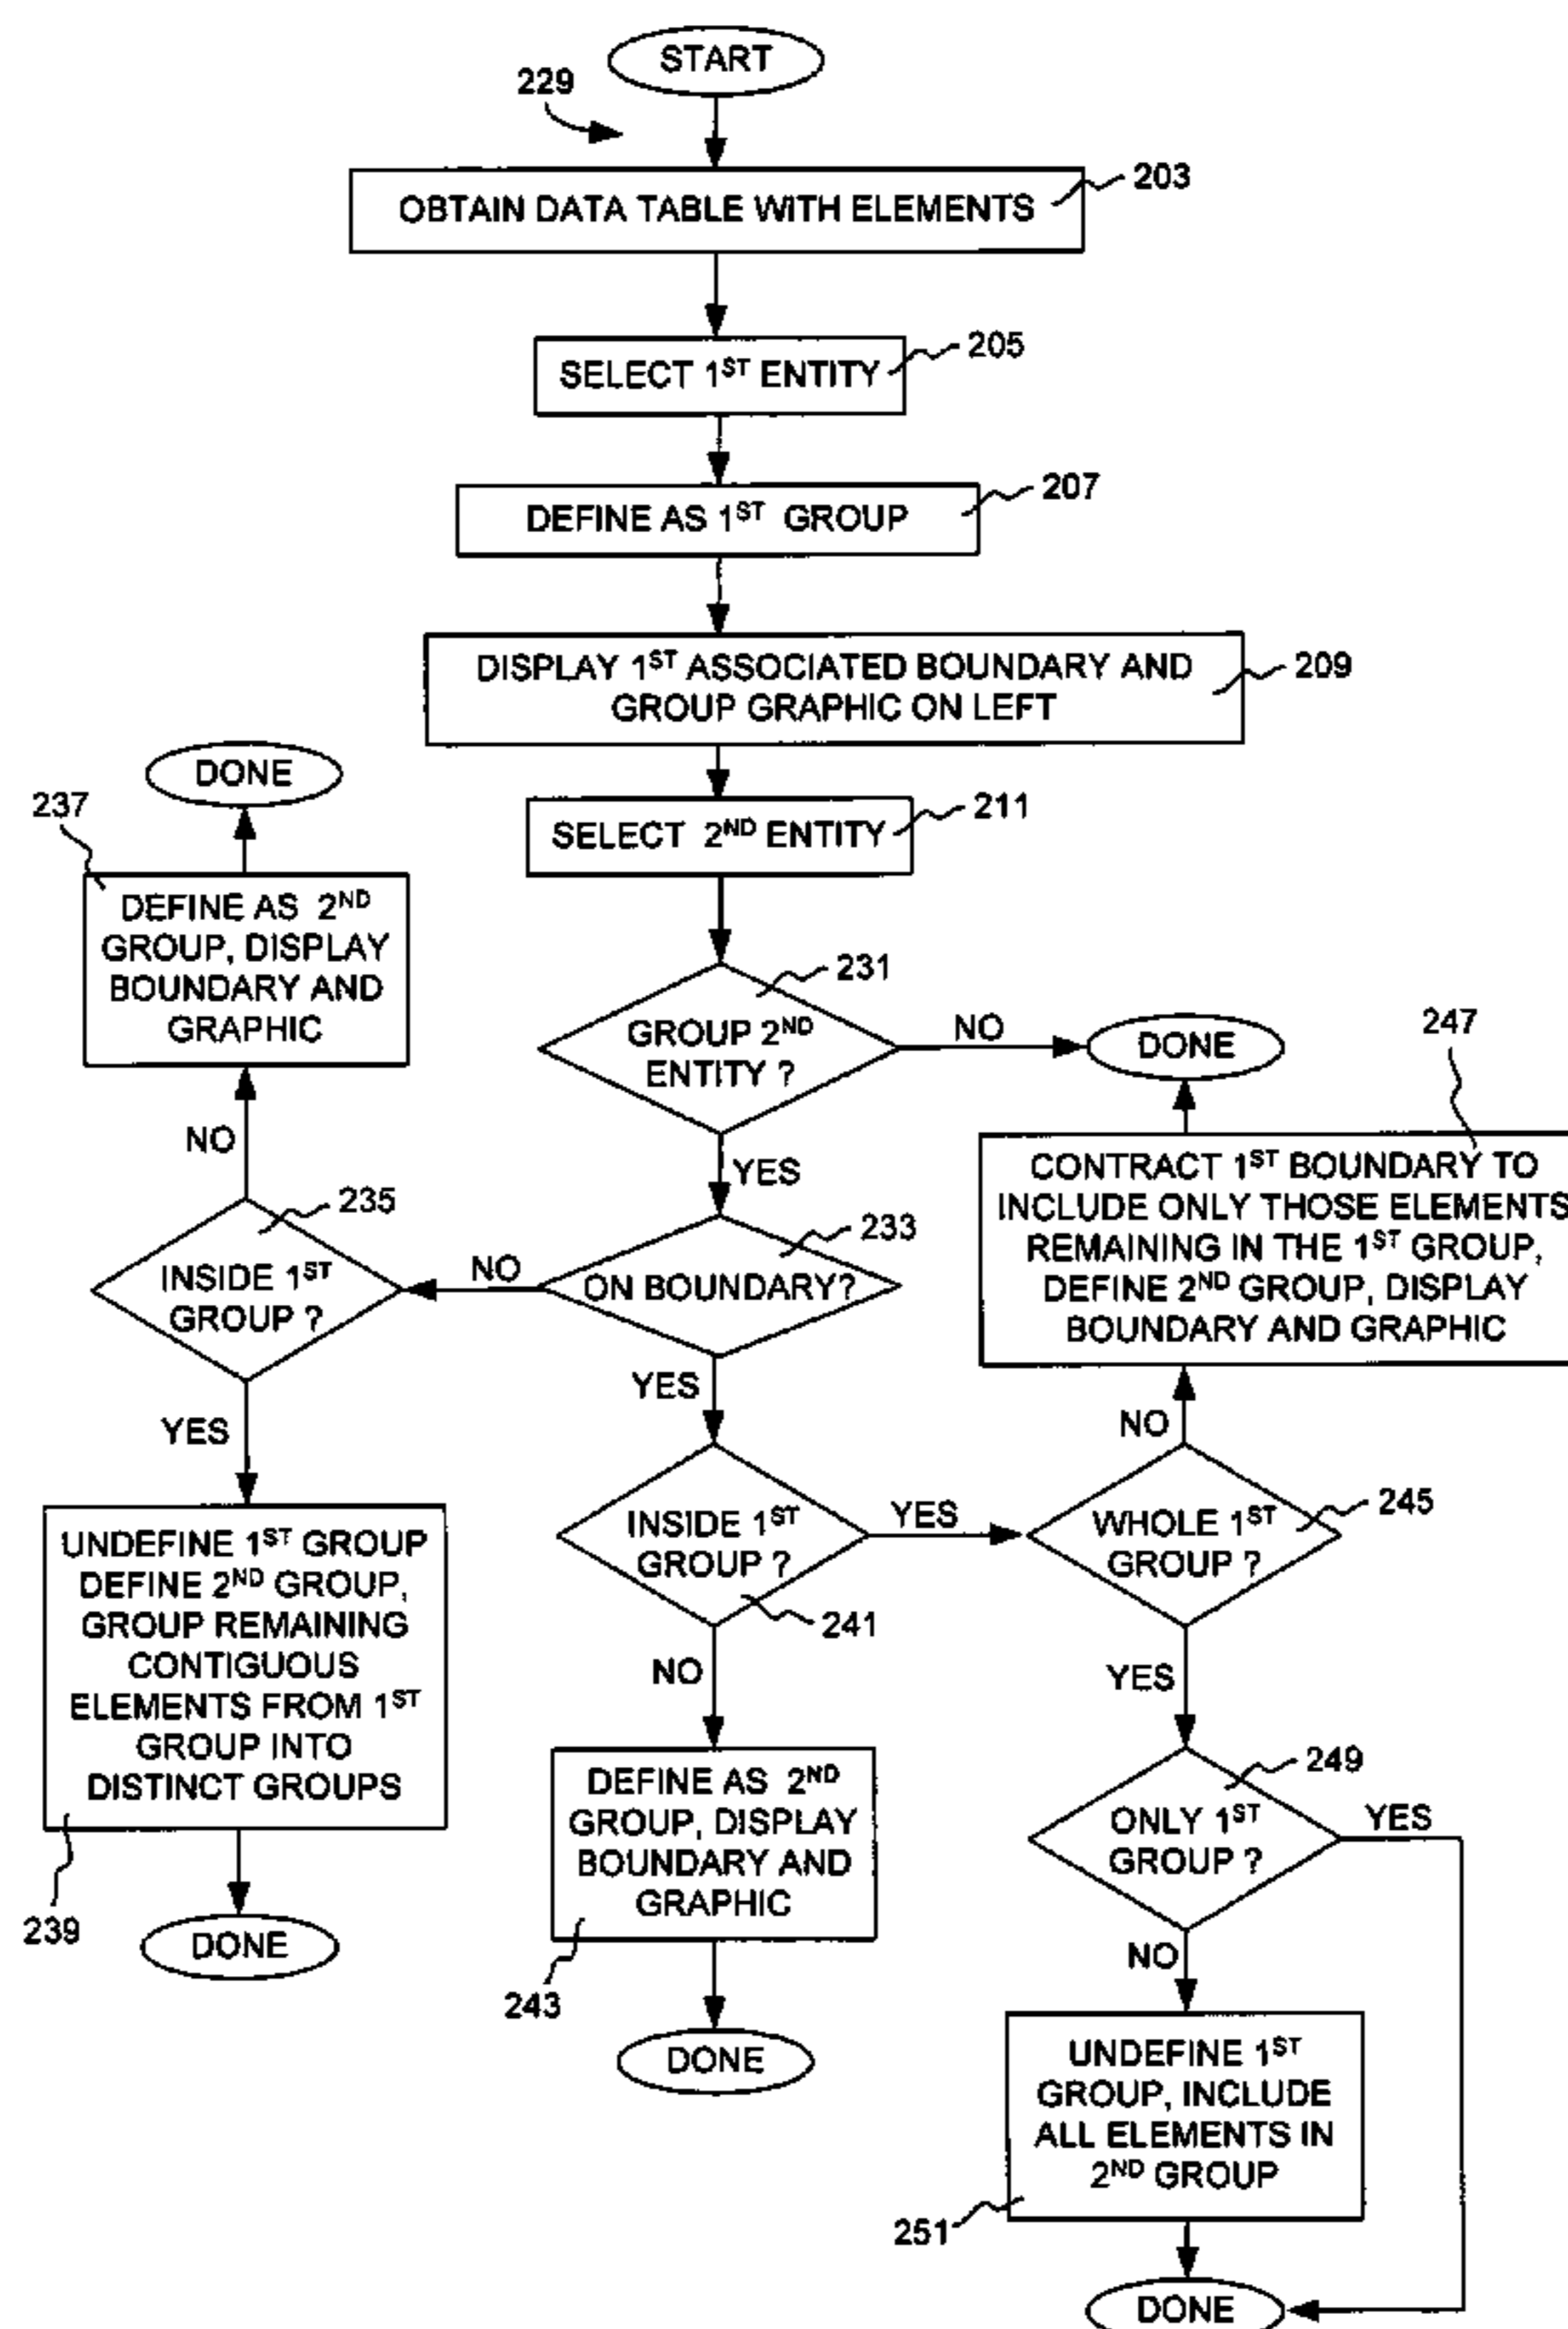 START
229
203
OBTAIN DATA TABLE WITH ELEMENTS
205
SELECT 1ST ENTITY
207
DEFINE AS 1ST GROUP
DISPLAY 1ST ASSOCIATED BOUNDARY AND
GROUP GRAPHIC ON LEFT
209
DONE
237
211
SELECT 2ND ENTITY
DEFINE AS 2ND
GROUP, DISPLAY
BOUNDARY AND
GRAPHIC
231
GROUP 2ND
ENTITY ?
NO
DONE
247
NO
YES
CONTRACT 1ST BOUNDARY TO
INCLUDE ONLY THOSE ELEMENTS
REMAINING IN THE 1ST GROUP,
DEFINE 2ND GROUP, DISPLAY
BOUNDARY AND GRAPHIC
235
INSIDE 1ST
GROUP ?
NO
233
ON BOUNDARY?
YES
YES
NO
UNDEFINE 1ST GROUP
DEFINE 2ND GROUP,
GROUP REMAINING
CONTIGUOUS
ELEMENTS FROM 1ST
GROUP INTO
DISTINCT GROUPS
239
DONE
INSIDE 1ST
GROUP ?
241
YES
WHOLE 1ST
GROUP ?
245
NO
YES
DEFINE AS 2ND
GROUP, DISPLAY
BOUNDARY AND
GRAPHIC
243
DONE
249
ONLY 1ST
GROUP ?
YES
NO
UNDEFINE 1ST
GROUP, INCLUDE
ALL ELEMENTS IN
2ND GROUP
251
DONE